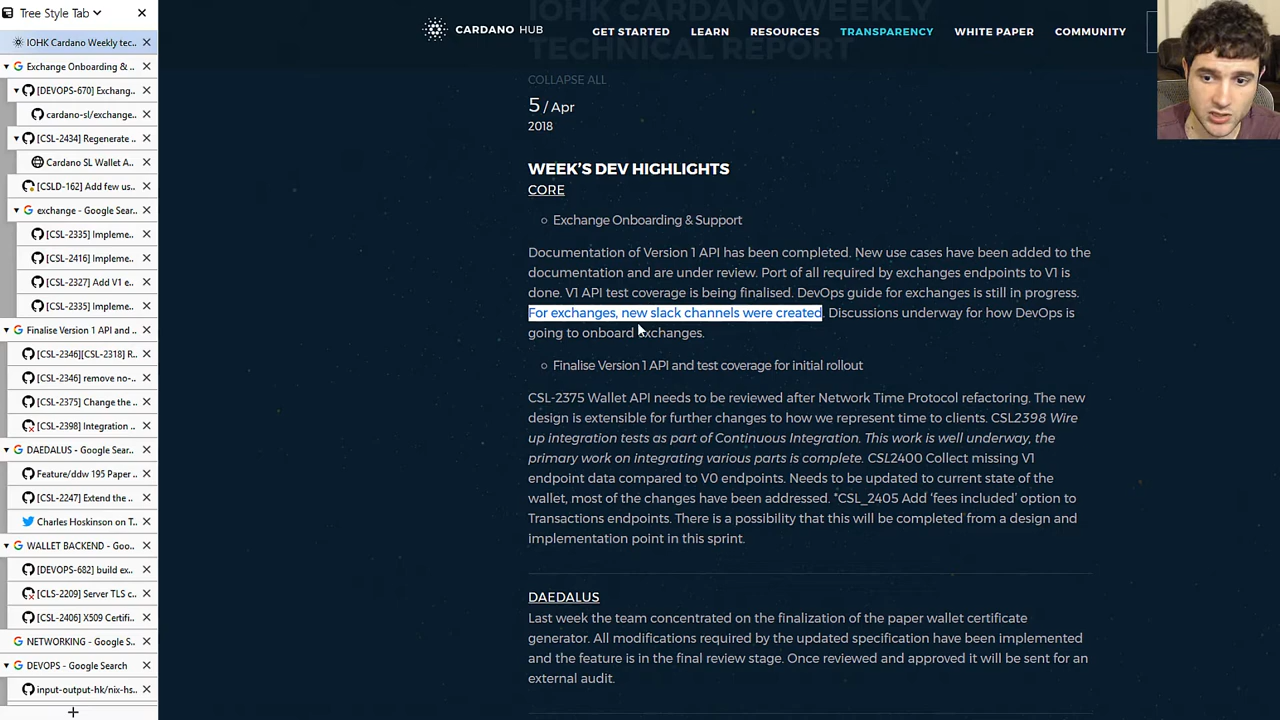 Tree Style Tab
IOHK Cardano Weekly tec...
Exchange Onboarding & ...
[DEVOPS-670] Exchang...
cardano-sl/exchange...
[CSL-2434] Regenerate ...
Cardano SL Wallet A...
[CSLD-162] Add few us...
exchange - Google Sear...
[CSL-2335] Impleme...
[CSL-2416] Impleme...
[CSL-2327] Add V1 e...
[CSL-2335] Impleme...
Finalise Version 1 API and ...
[CSL-2346][CSL-2318] R...
[CSL-2346] remove no-...
[CSL-2375] Change the ...
[CSL-2398] Integration ...
DAEDALUS - Google Sear...
Feature/ddw 195 Paper ...
[CSL-2247] Extend the ...
Charles Hoskinson on T...
WALLET BACKEND - Goo...
[DEVOPS-682] build ex...
[CLS-2209] Server TLS c...
[CSL-2406] X509 Certifi...
NETWORKING - Google S...
DEVOPS - Google Search
input-output-hk/nix-hs...
IOHK CARDANO WEEKLY
TECHNICAL REPORT
CARDANO HUB
GET STARTED
LEARN
RESOURCES
TRANSPARENCY
WHITE PAPER
COMMUNITY
COLLAPSE ALL
5 / Apr
2018
WEEK'S DEV HIGHLIGHTS
CORE
Exchange Onboarding & Support
Documentation of Version 1 API has been completed. New use cases have been added to the
documentation and are under review. Port of all required by exchanges endpoints to V1 is
done. V1 API test coverage is being finalised. DevOps guide for exchanges is still in progress.
For exchanges, new slack channels were created. Discussions underway for how DevOps is
going to onboard exchanges.
Finalise Version 1 API and test coverage for initial rollout
CSL-2375 Wallet API needs to be reviewed after Network Time Protocol refactoring. The new
design is extensible for further changes to how we represent time to clients. CSL2398 Wire
up integration tests as part of Continuous Integration. This work is well underway, the
primary work on integrating various parts is complete. CSL2400 Collect missing V1
endpoint data compared to V0 endpoints. Needs to be updated to current state of the
wallet, most of the changes have been addressed. *CSL_2405 Add 'fees included' option to
Transactions endpoints. There is a possibility that this will be completed from a design and
implementation point in this sprint.
DAEDALUS
Last week the team concentrated on the finalization of the paper wallet certificate
generator. All modifications required by the updated specification have been implemented
and the feature is in the final review stage. Once reviewed and approved it will be sent for an
external audit.